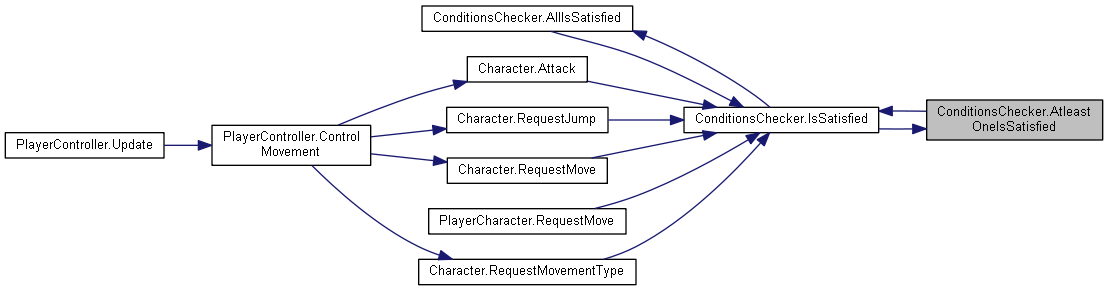 ConditionsChecker.AllIsSatisfied
Character.Attack
Character.RequestJump
ConditionsChecker.IsSatisfied
ConditionsChecker.Atleast
OneIsSatisfied
PlayerController.Update
PlayerController.Control
Movement
Character.RequestMove
PlayerCharacter.RequestMove
Character.RequestMovementType